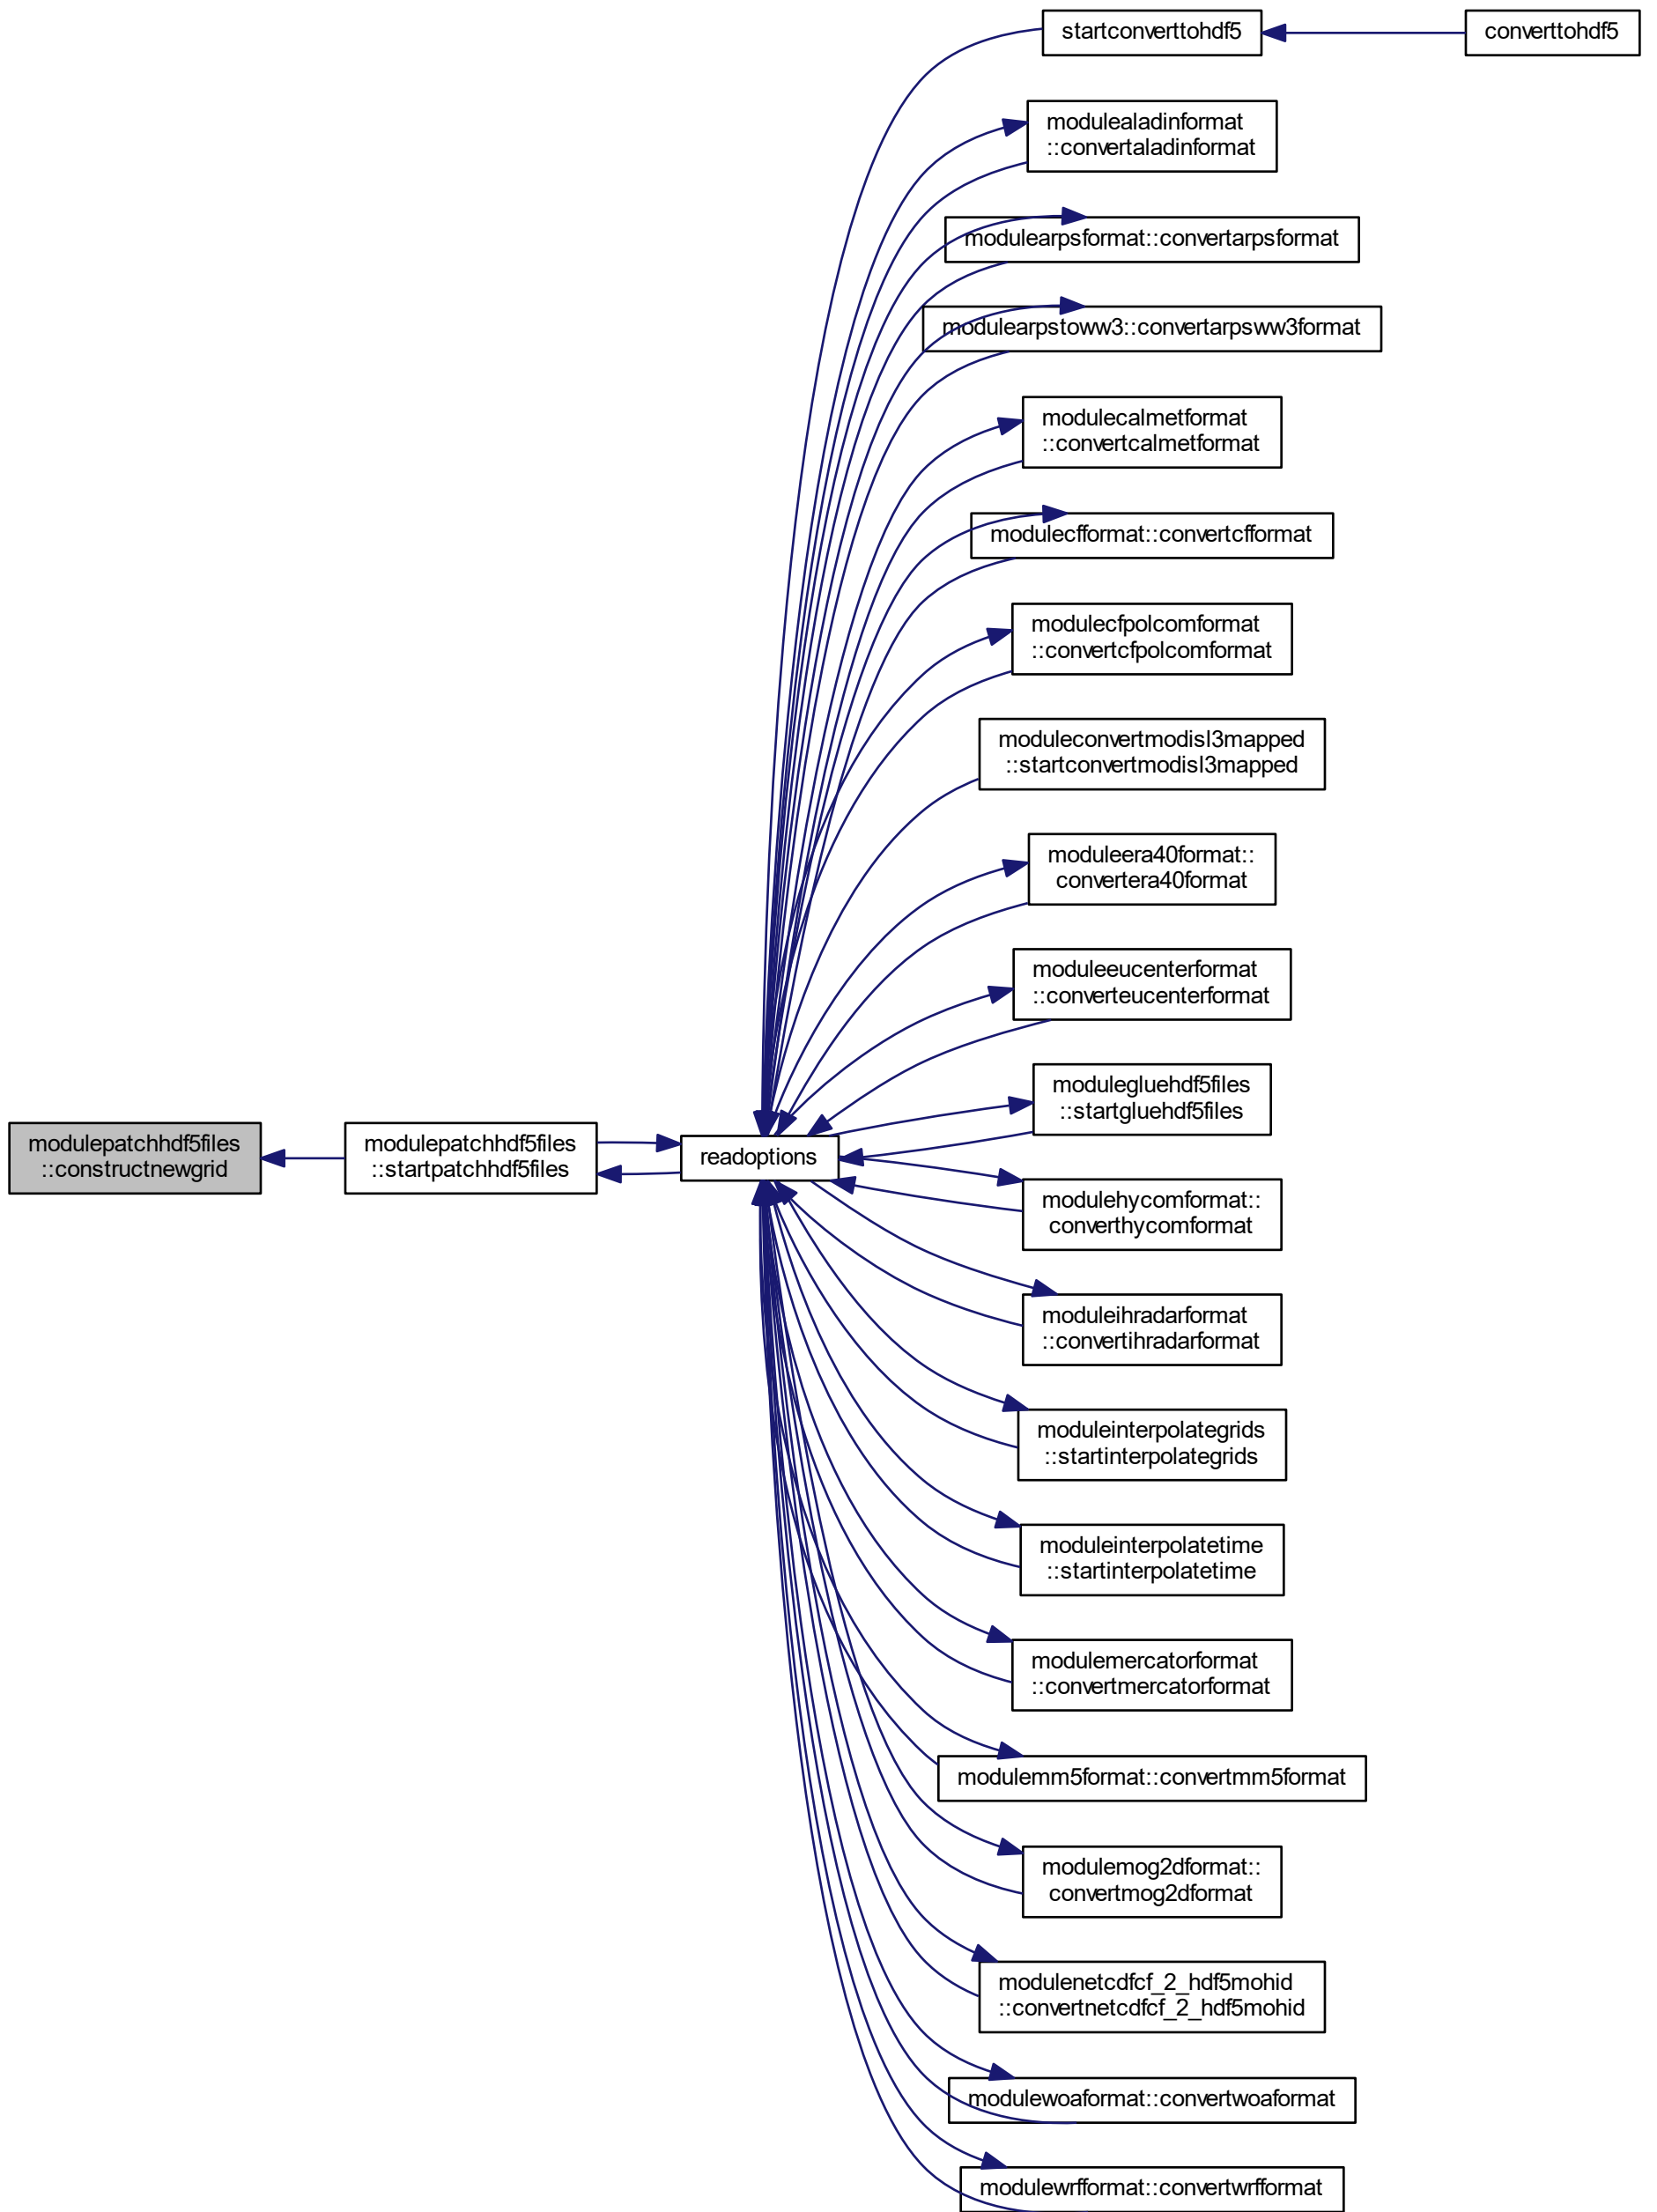 startconverttohdf5
converttohdf5
modulealadinformat
::convertaladinformat
modulearpsformat::convertarpsformat
modulearpstoww3::convertarpsww3format
modulecalmetformat
::convertcalmetformat
modulecfformat::convertcfformat
modulecfpolcomformat
::convertcfpolcomformat
moduleconvertmodisl3mapped
::startconvertmodisl3mapped
moduleera40format::
convertera40format
moduleeucenterformat
::converteucenterformat
modulegluehdf5files
::startgluehdf5files
modulepatchhdf5files
::constructnewgrid
modulepatchhdf5files
::startpatchhdf5files
readoptions
modulehycomformat::
converthycomformat
moduleihradarformat
::convertihradarformat
moduleinterpolategrids
::startinterpolategrids
moduleinterpolatetime
::startinterpolatetime
modulemercatorformat
::convertmercatorformat
modulemm5format::convertmm5format
modulemog2dformat::
convertmog2dformat
modulenetcdfcf_2_hdf5mohid
::convertnetcdfcf_2_hdf5mohid
modulewoaformat::convertwoaformat
modulewrfformat::convertwrfformat